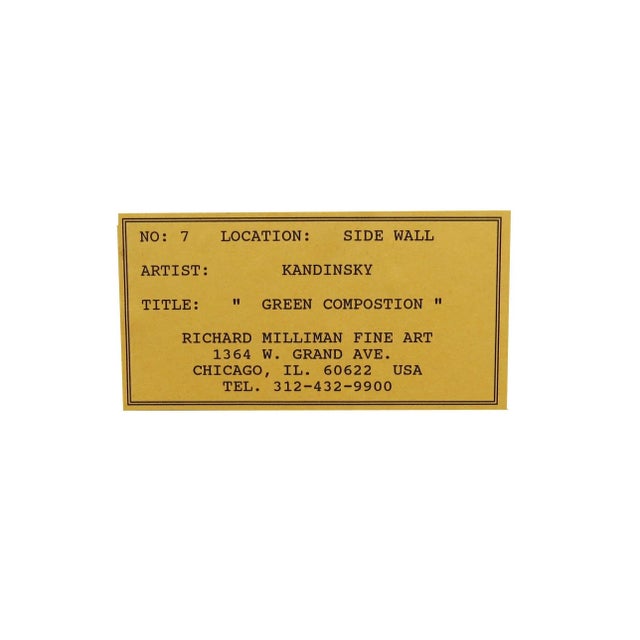 NO: 7 LOCATION: SIDE WALL
ARTIST: KANDINSKY
TITLE: " GREEN COMPOSTION "
RICHARD MILLIMAN FINE ART
1364 W. GRAND AVE.
CHICAGO, IL. 60622 USA
TEL. 312-432-9900